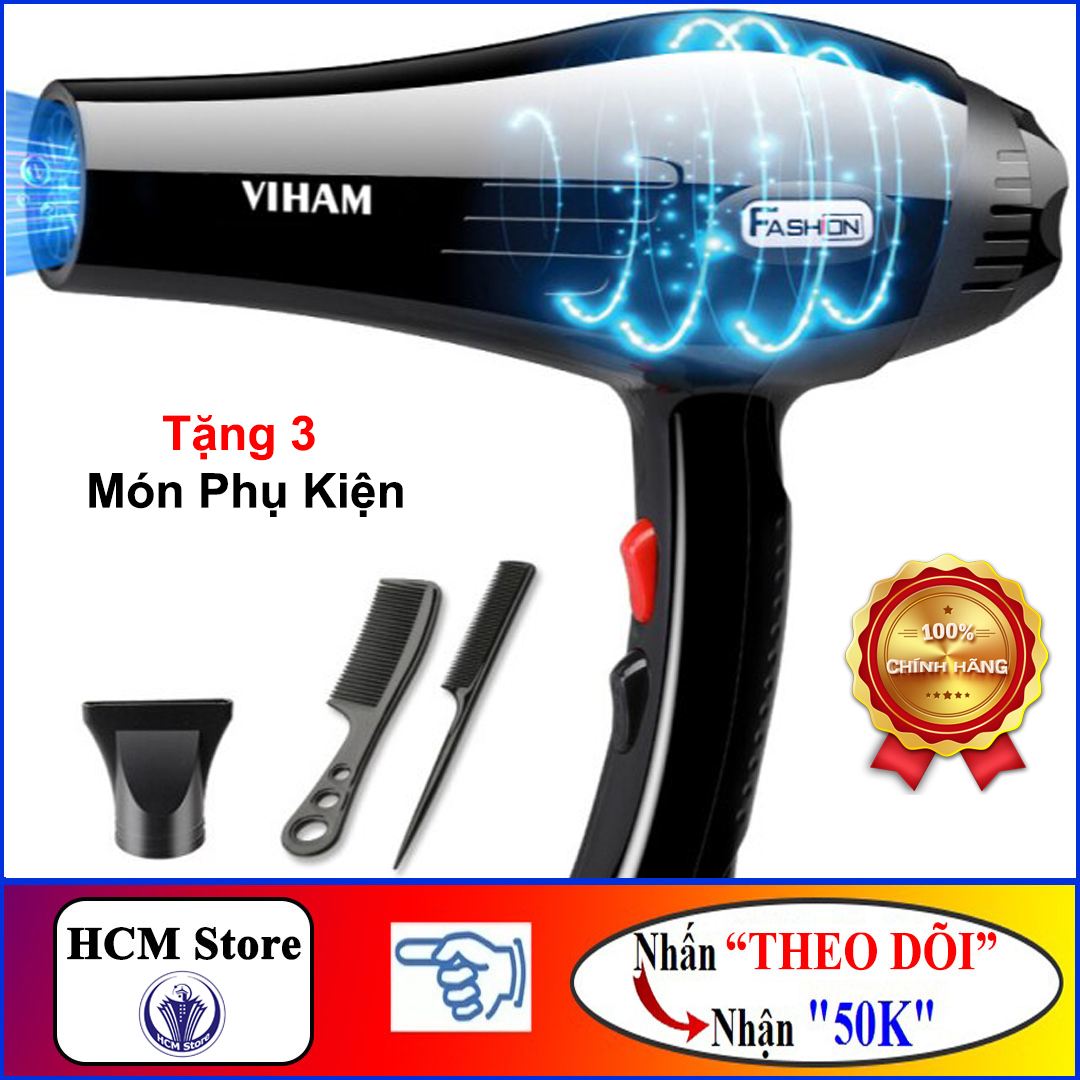 VIHAM
FASHION
Tặng 3
Món Phụ Kiện
100%
CHÍNH HÃNG
HCM Store
HCM Store
Nhấn “THEO DÕI”
Nhận "50K"